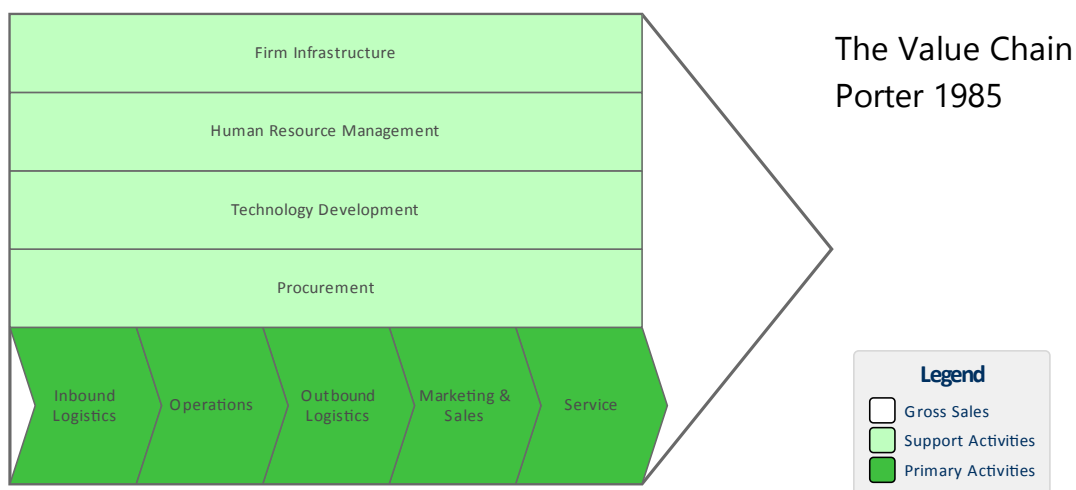 The Value Chain
Porter 1985
Firm Infrastructure
Human Resource Management
Technology Development
Procurement
Inbound
Logistics
Operations
Outbound
Logistics
Marketing &
Sales
Service
Legend
Gross Sales
Support Activities
Primary Activities